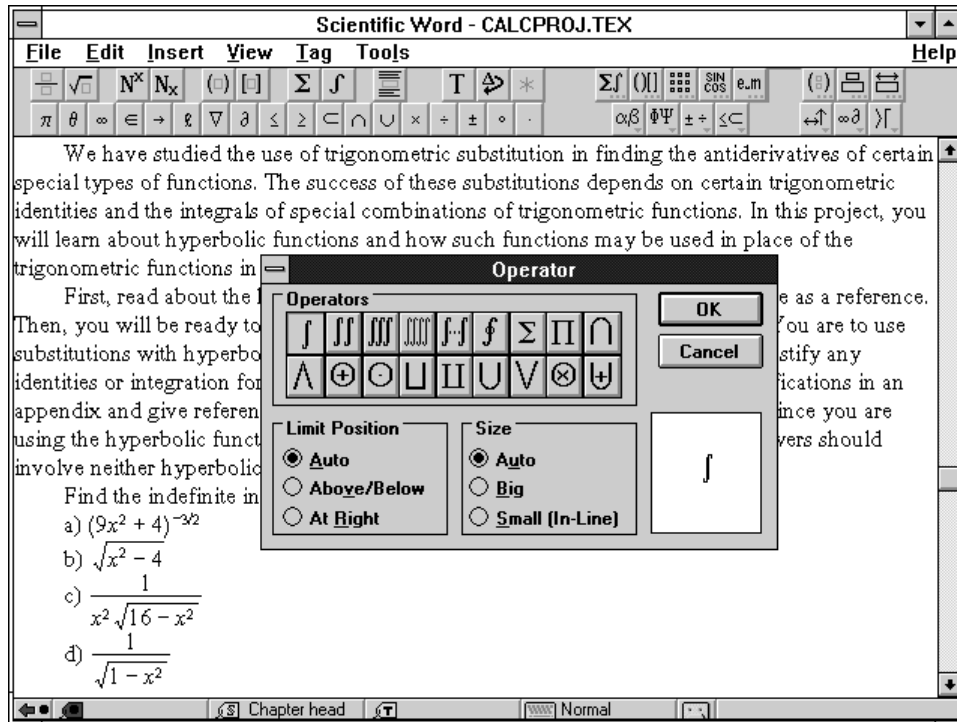 Scientific Word - CALCPROJ.TEX
File Edit Insert View Tag Tools Help
Nˣ Nₓ (▫) [▫] Σ ∫ T Σ∫ ()[] SIN COS e..m
π θ ∞ ∈ → ℓ ∇ ∂ ≤ ≥ ⊂ ∩ ∪ × ÷ ± ∘ · αβ ΦΨ ±÷ ≤⊂ ↔↑ ∞∂ 
We have studied the use of trigonometric substitution in finding the antiderivatives of certain
special types of functions. The success of these substitutions depends on certain trigonometric
identities and the integrals of special combinations of trigonometric functions. In this project, you
will learn about hyperbolic functions and how such functions may be used in place of the
trigonometric functions in
First, read about the e as a reference.
Then, you will be ready to You are to use
substitutions with hyperbo stify any
identities or integration for fications in an
appendix and give referen ince you are
using the hyperbolic funct vers should
involve neither hyperbolic
Find the indefinite in
a) (9x² + 4)^(-3/2)
b) √(x² − 4)
c) 1 / (x² √(16 − x²))
d) 1 / √(1 − x²)
Operator
Operators
∫ ∬ ∭ ⨌ ∫⋯∫ ∮ Σ ∏ ⋂
⋀ ⊕ ⊙ ⊔ ∐ ⋃ ⋁ ⊗ ⊎
OK
Cancel
Limit Position
Auto
Above/Below
At Right
Size
Auto
Big
Small (In-Line)
∫
S Chapter head T Normal